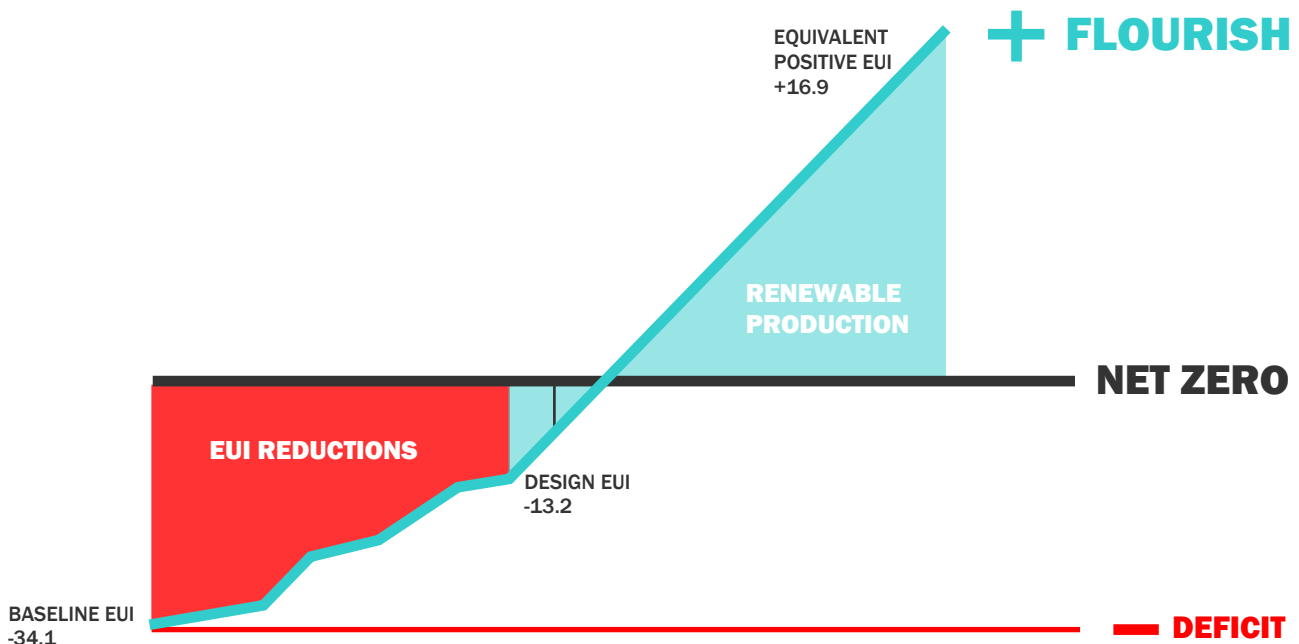 EQUIVALENT
POSITIVE EUI
+16.9
FLOURISH
RENEWABLE
PRODUCTION
NET ZERO
EUI REDUCTIONS
DESIGN EUI
-13.2
BASELINE EUI
-34.1
DEFICIT